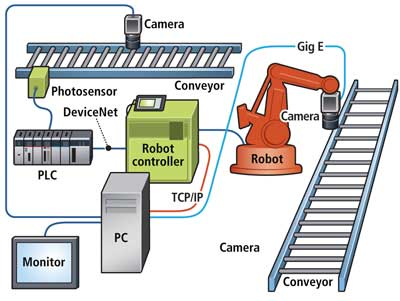 Camera
Gig E
Photosensor
Conveyor
DeviceNet
Camera
Robot
controller
Robot
PLC
TCP/IP
PC
Camera
Monitor
Conveyor